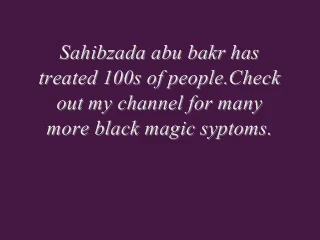 Sahibzada abu bakr has
treated 100s of people.Check
out my channel for many
more black magic syptoms.